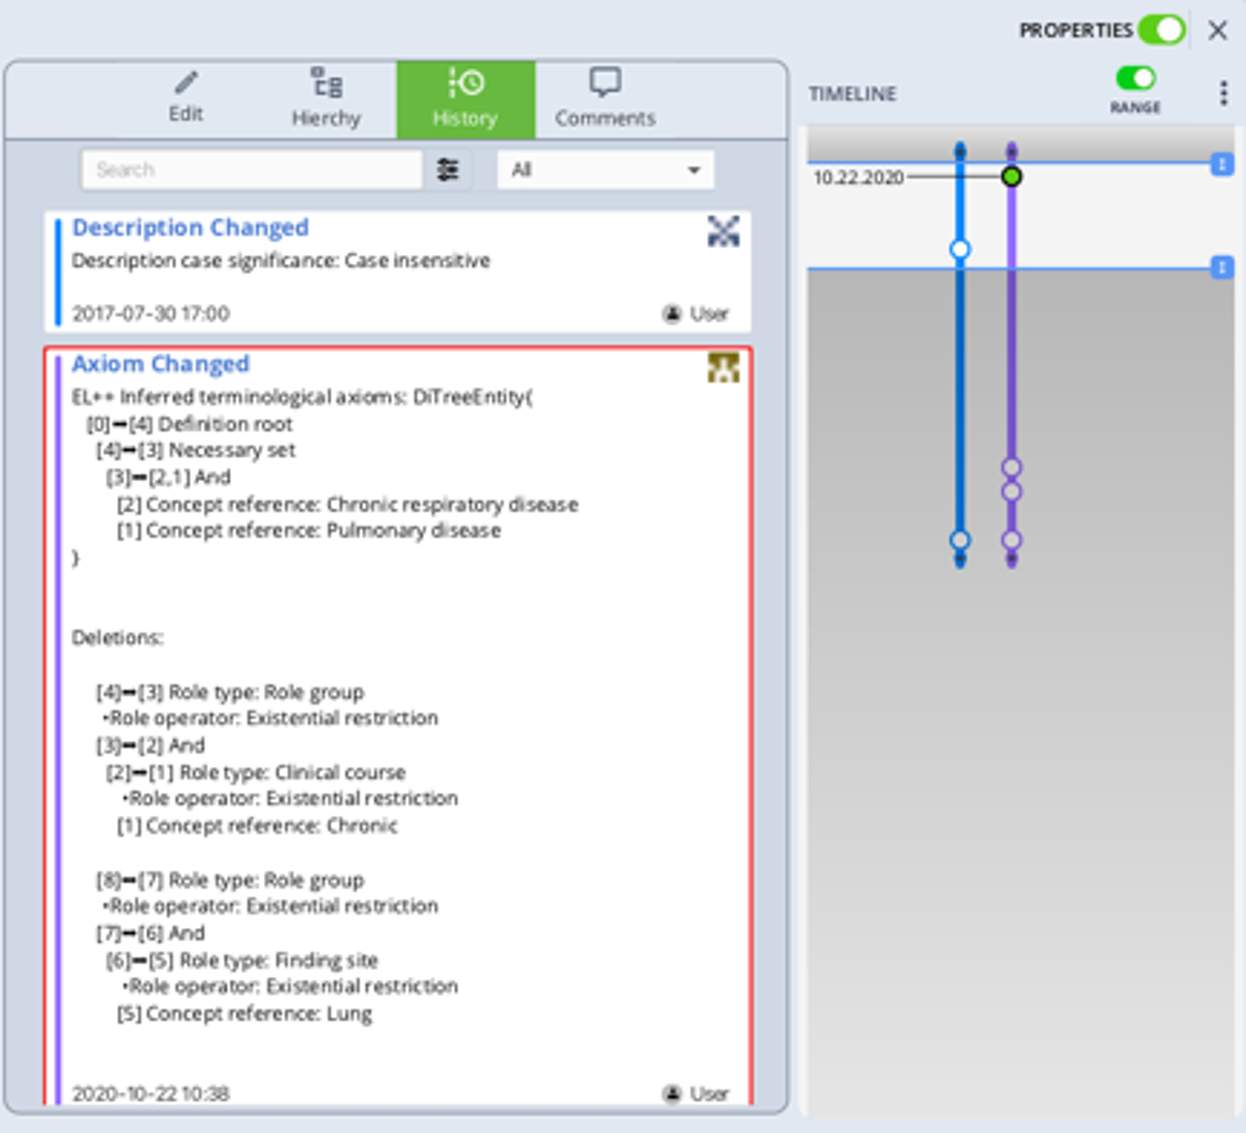 PROPERTIES
Edit
Hierchy
History
Comments
TIMELINE
RANGE
Search
All
10.22.2020
Description Changed
Description case significance: Case insensitive
2017-07-30 17:00
User
Axiom Changed
EL++ Inferred terminological axioms: DiTreeEntity{
[0]➞[4] Definition root
[4]➞[3] Necessary set
[3]➞[2,1] And
[2] Concept reference: Chronic respiratory disease
[1] Concept reference: Pulmonary disease
}
Deletions:
[4]➞[3] Role type: Role group
•Role operator: Existential restriction
[3]➞[2] And
[2]➞[1] Role type: Clinical course
•Role operator: Existential restriction
[1] Concept reference: Chronic
[8]➞[7] Role type: Role group
•Role operator: Existential restriction
[7]➞[6] And
[6]➞[5] Role type: Finding site
•Role operator: Existential restriction
[5] Concept reference: Lung
2020-10-22 10:38
User